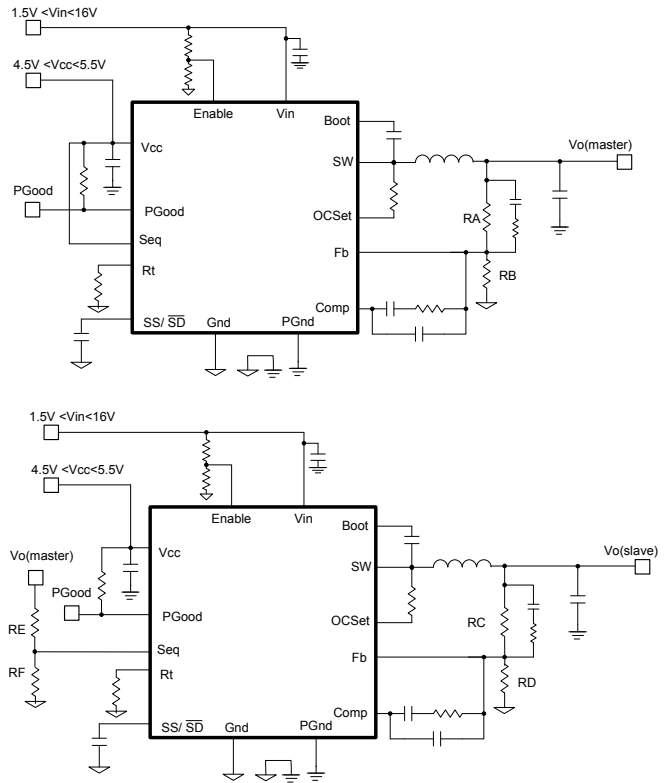 1.5V <Vin<16V
4.5V <Vcc<5.5V
Enable
Vin
Boot
Vcc
SW
Vo(master)
PGood
PGood
OCSet
RA
Seq
Fb
Rt
RB
Comp
SS/ SD
Gnd
PGnd
1.5V <Vin<16V
4.5V <Vcc<5.5V
Enable
Vin
Boot
Vo(master)
Vcc
SW
Vo(slave)
PGood
PGood
OCSet
RE
RC
Seq
Fb
RF
Rt
RD
Comp
SS/ SD
Gnd
PGnd